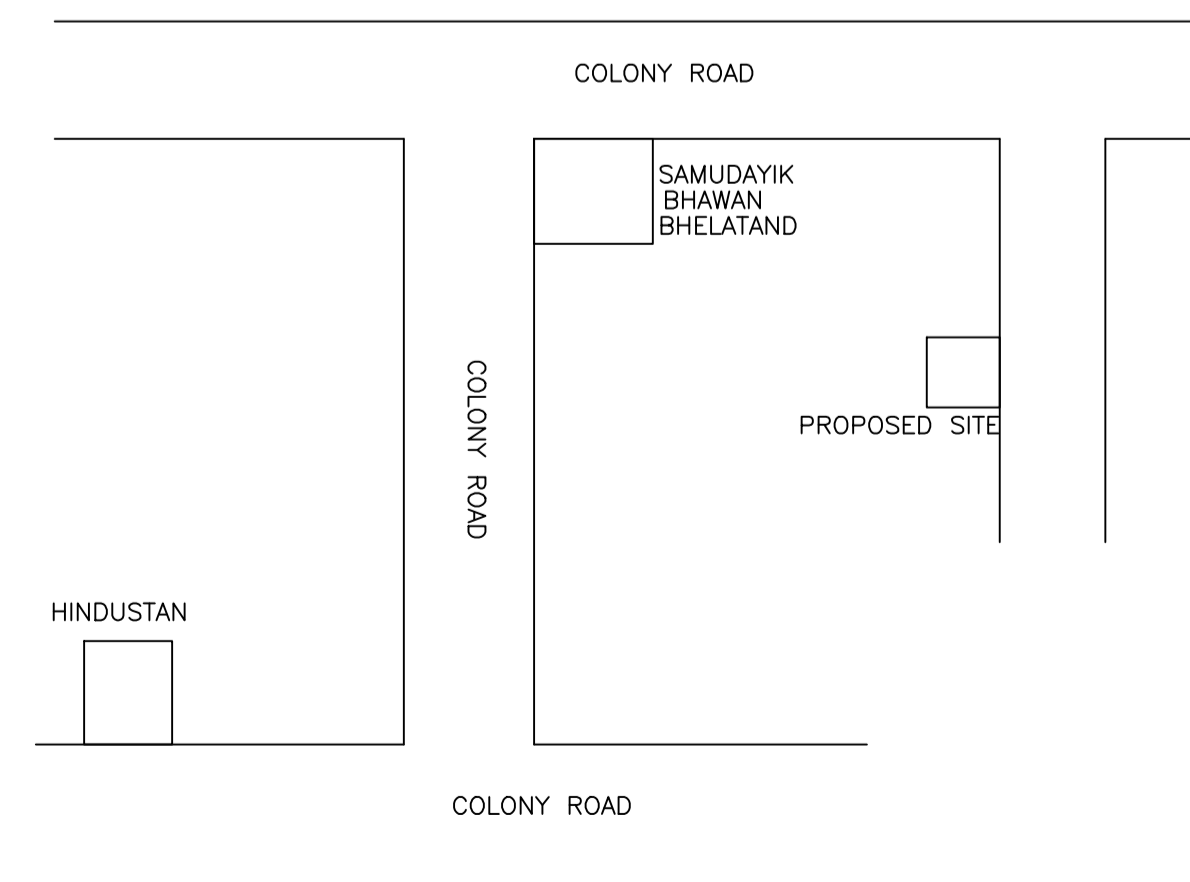 COLONY ROAD
SAMUDAYIK
BHAWAN
BHELATAND
COLONY ROAD
PROPOSED SITE
HINDUSTAN
COLONY ROAD